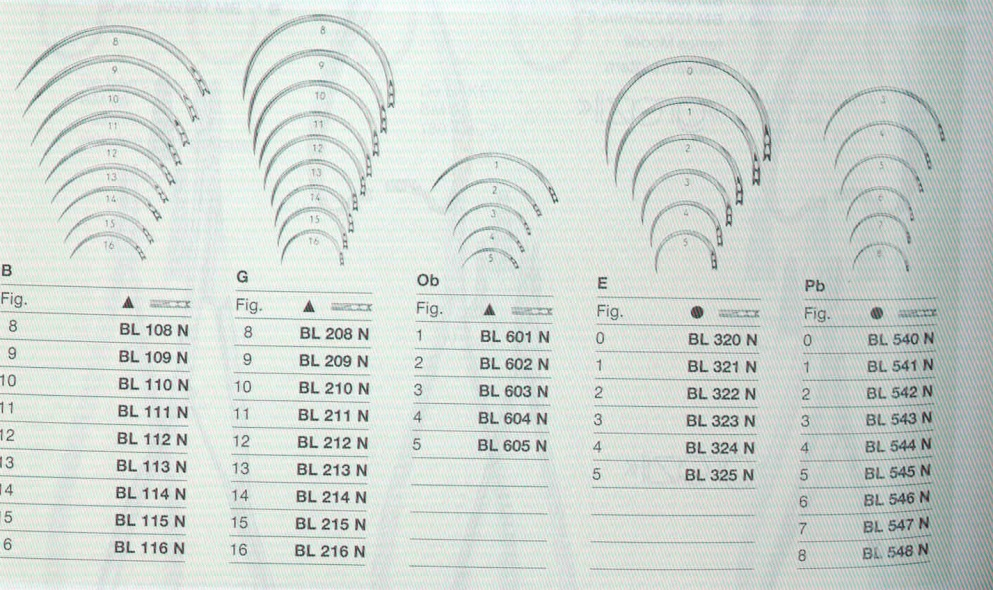 8
9
10
11
12
13
14
15
16
B
Fig.
8 BL 108 N
9 BL 109 N
10 BL 110 N
11 BL 111 N
12 BL 112 N
13 BL 113 N
14 BL 114 N
15 BL 115 N
6 BL 116 N
8
9
10
11
12
13
14
15
16
G
Fig.
8 BL 208 N
9 BL 209 N
10 BL 210 N
11 BL 211 N
12 BL 212 N
13 BL 213 N
14 BL 214 N
15 BL 215 N
16 BL 216 N
1
2
3
4
5
Ob
Fig.
1 BL 601 N
2 BL 602 N
3 BL 603 N
4 BL 604 N
5 BL 605 N
0
1
2
3
4
5
E
Fig.
0 BL 320 N
1 BL 321 N
2 BL 322 N
3 BL 323 N
4 BL 324 N
5 BL 325 N
3
4
5
6
7
8
Pb
Fig.
0 BL 540 N
1 BL 541 N
2 BL 542 N
3 BL 543 N
4 BL 544 N
5 BL 545 N
6 BL 546 N
7 BL 547 N
8 BL 548 N